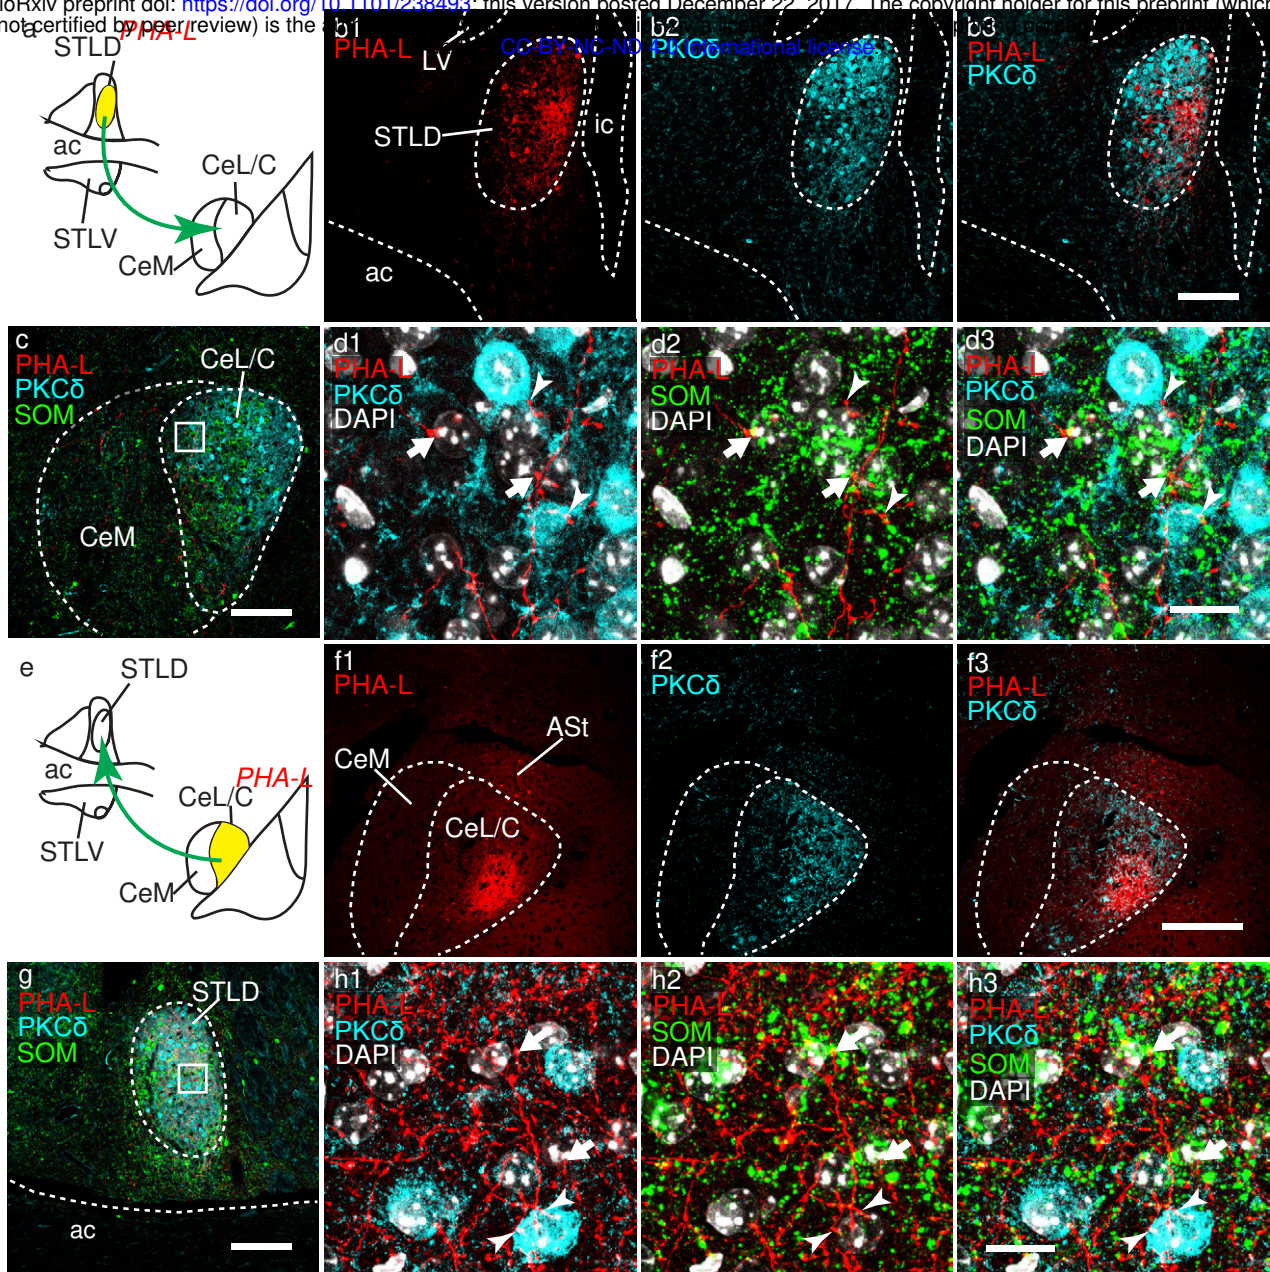 bioRxiv preprint doi: https://doi.org/10.1101/238493; this version posted December 22, 2017. The copyright holder for this preprint (which
not certified by peer review) is the a
CC-BY-NC-ND 4.0 International license
a
PHA-L
STLD
ac
STLV
CeL/C
CeM
b1
PHA-L
LV
STLD
ic
ac
b2
PKCδ
b3
PHA-L
PKCδ
c
PHA-L
PKCδ
SOM
CeL/C
CeM
d1
PHA-L
PKCδ
DAPI
d2
PHA-L
SOM
DAPI
d3
PHA-L
PKCδ
SOM
DAPI
e
STLD
ac
STLV
PHA-L
CeL/C
CeM
f1
PHA-L
ASt
CeM
CeL/C
f2
PKCδ
f3
PHA-L
PKCδ
g
PHA-L
PKCδ
SOM
STLD
ac
h1
PHA-L
PKCδ
DAPI
h2
PHA-L
SOM
DAPI
h3
PHA-L
PKCδ
SOM
DAPI